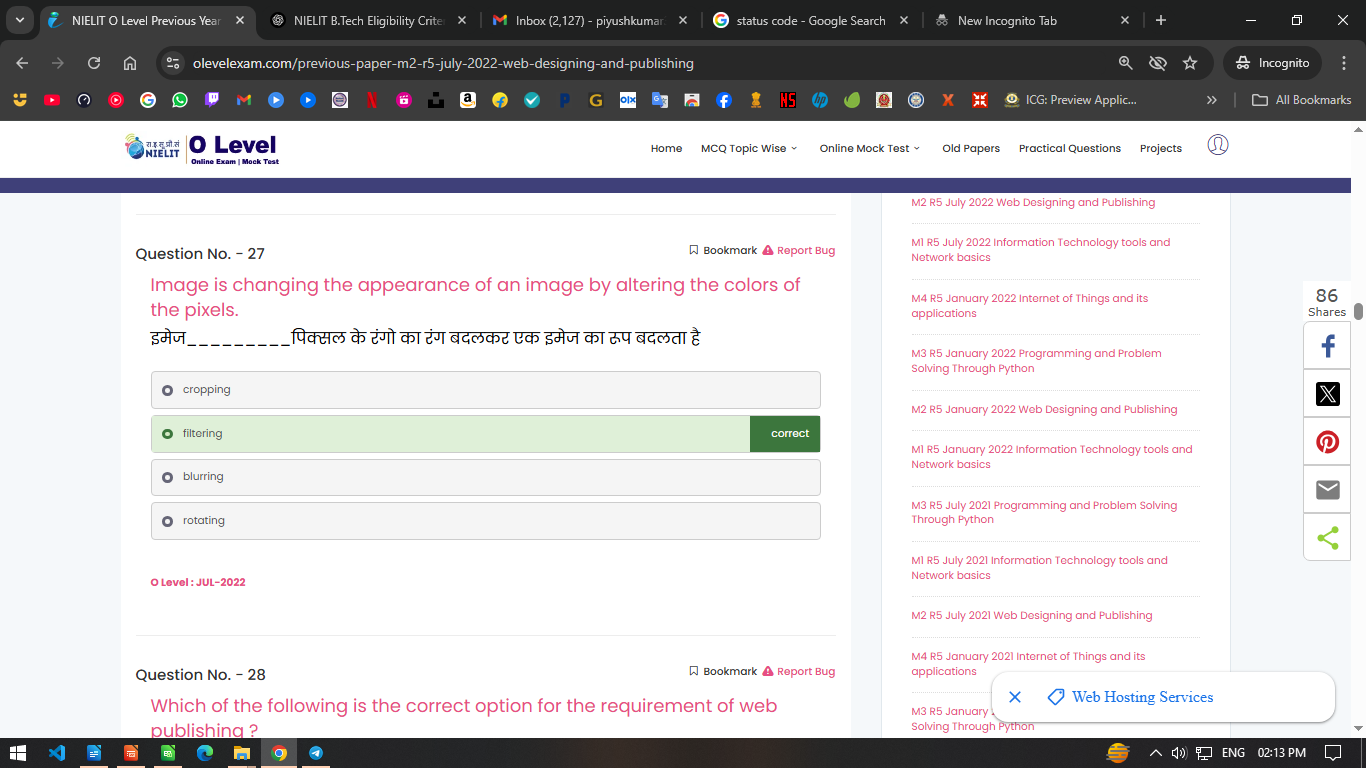 NIELIT O Level Previous Year
NIELIT B.Tech Eligibility Crite
Inbox (2,127) - piyushkumar
status code - Google Search
New Incognito Tab
olevelexam.com/previous-paper-m2-r5-july-2022-web-designing-and-publishing
Incognito
ICG: Preview Applic...
All Bookmarks
रा.इ.सू.प्रौ.सं
NIELIT
O Level
Online Exam | Mock Test
Home
MCQ Topic Wise
Online Mock Test
Old Papers
Practical Questions
Projects
Question No. - 27
Bookmark
Report Bug
Image is changing the appearance of an image by altering the colors of
the pixels.
इमेज_________पिक्सल के रंगो का रंग बदलकर एक इमेज का रूप बदलता है
cropping
filtering
correct
blurring
rotating
O Level : JUL-2022
Question No. - 28
Bookmark
Report Bug
Which of the following is the correct option for the requirement of web
publishing ?
M2 R5 July 2022 Web Designing and Publishing
M1 R5 July 2022 Information Technology tools and
Network basics
M4 R5 January 2022 Internet of Things and its
applications
M3 R5 January 2022 Programming and Problem
Solving Through Python
M2 R5 January 2022 Web Designing and Publishing
M1 R5 January 2022 Information Technology tools and
Network basics
M3 R5 July 2021 Programming and Problem Solving
Through Python
M1 R5 July 2021 Information Technology tools and
Network basics
M2 R5 July 2021 Web Designing and Publishing
M4 R5 January 2021 Internet of Things and its
applications
M3 R5
Solving Through Python
86
Shares
Web Hosting Services
ENG
02:13 PM